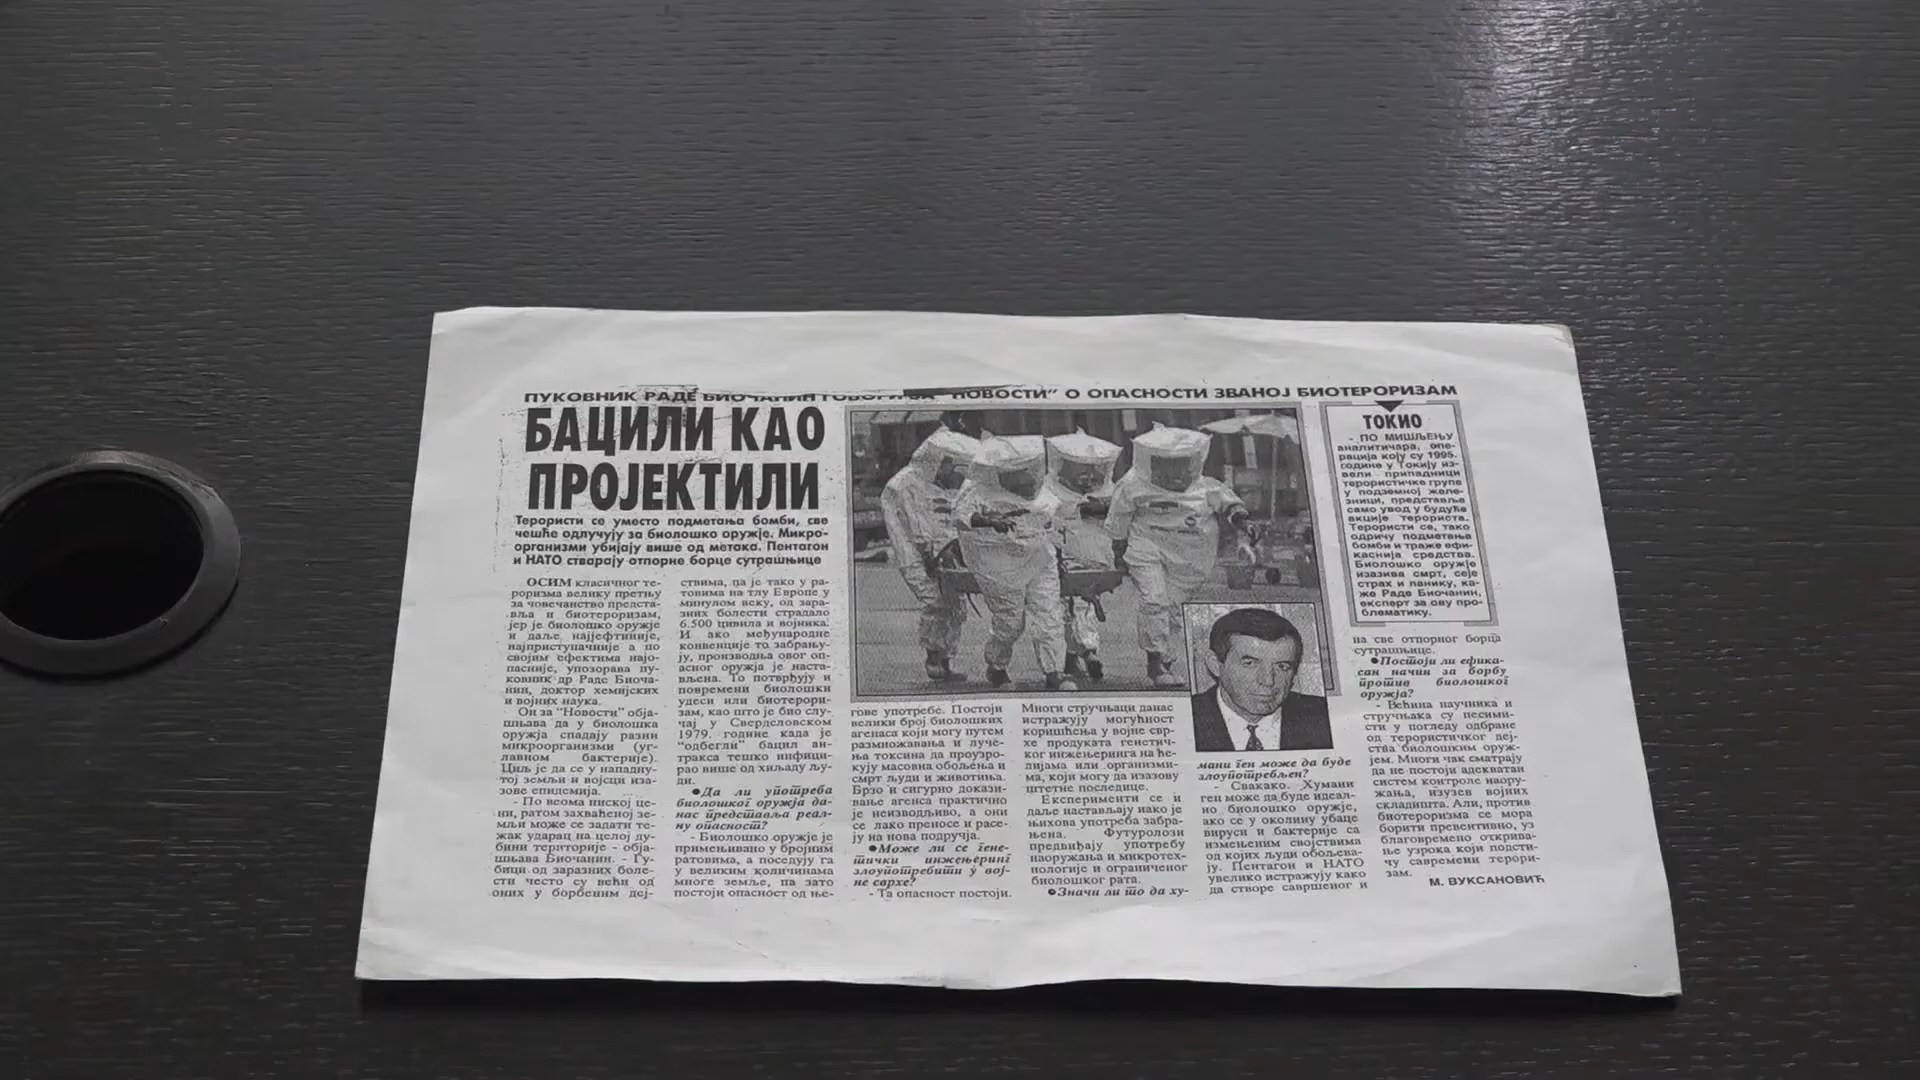 ПУКОВНИК РАДЕ БИОЧАНИН ГОВОРИ ЗА "НОВОСТИ" О ОПАСНОСТИ ЗВАНОЈ БИОТЕРОРИЗАМ
БАЦИЛИ КАО
ПРОЈЕКТИЛИ
Терористи се уместо подметања бомби, све
чешће одлучују за биолошко оружје. Микро-
организми убијају више од метака. Пентагон
и НАТО стварају отпорне борце сутрашњице
ОСИМ класичног те-
роризма велику претњу
за човечанство предста-
вља и биотероризам,
јер је биолошко оружје
и даље, најјефтиније,
најприступачније а по
својим ефектима најо-
пасније, упозорава пу-
ковник др Раде Биоча-
нин, доктор хемијских
и војних наука.
Он за "Новости" обја-
шњава да у биолошка
оружја спадају разни
микроорганизми (уг-
лавном бактерије).
Циљ је да се у нападну-
тој земљи и војсци иза-
зове епидемија.
- По веома ниској це-
ни, ратом захваћеној зе-
мљи може се задати те-
жак ударац на целој ду-
бини територије - обја-
шњава Биочанин. - Гу-
бици од заразних боле-
сти често су већи од
оних у борбеним деј-
ствима, па је тако у ра-
товима на тлу Европе у
минулом веку, од зара-
зних болести страдало
6.500 цивила и војника.
И ако међународне
конвенције то забрању-
ју, производња овог оп-
асног оружја је наста-
вљена. То потврђују и
повремени биолошки
удеси или биотерори-
зам, као што је био слу-
чај у Свердсловском
1979. године када је
"одбегли" бацил ан-
тракса тешко инфици-
рао више од хиљаду љу-
ди.
●Да ли употреба
биолошког оружја да-
нас представља реал-
ну опасност?
- Биолошко оружје је
примењивано у бројним
ратовима, а поседују га
у великим количинама
многе земље, па зато
постоји опасност од ње-
гове употребе. Постоји
велики број биолошких
агенаса који могу путем
размножавања и луче-
ња токсина да проузро-
кују масовна обољења и
смрт људи и животиња.
Брзо и сигурно доказ-
вање агенса практично
је неизводљиво, а они
се лако преносе и расе-
ју на нова подручја.
●Може ли се гене-
тички инжењеринг
злоупотребити у вој-
не сврхе?
- Та опасност постоји.
Многи стручњаци данас
истражују могућност
коришћења у војне свр-
хе продуката генетич-
ког инжењеринга на ће-
лијама или организми-
ма, који могу да изазову
штетне последице.
Експерименти се и
даље настављају иако је
њихова употреба забра-
њена. Футуролози
предвиђају употребу
наоружања и микротех-
нологије и ограниченог
биолошког рата.
●Значи ли то да ху-
мани ген може да буде
злоупотребљен?
- Свакако. Хумани
ген може да буде идеал-
но биолошко оружје,
ако се у околину убаце
вируси и бактерије са
измењеним својствима
од којих људи обољева-
ју. Пентагон и НАТО
увелико истражују како
да створе савршеног и
на све отпорног борца
сутрашњице.
●Постоји ли ефика-
сан начин за борбу
против биолошког
оружја?
- Већина научника и
стручњака су песими-
сти у погледу одбране
од терористичког деј-
ства биолошким оруж-
јем. Многи чак сматрају
да не постоји адекватан
систем контроле наору-
жања, изузев војних
складишта. Али, против
биотероризма се мора
борити превентивно, уз
благовремено открива-
ње узрока који подсти-
чу савремени терори-
зам.
М. ВУКСАНОВИЋ
ТОКИО
- ПО МИШЉЕЊУ
аналитичара, опе-
рација коју су 1995.
године у Токију из-
вели припадници
терористичке групе
у подземној желе-
зници, представља
само увод у будуће
акције терориста.
Терористи се, тако
одричу подметања
бомби и траже ефи-
каснија средства.
Биолошко оружје
изазива смрт, сеје
страх и панику, ка-
же Раде Биочанин,
експерт за ову про-
блематику.